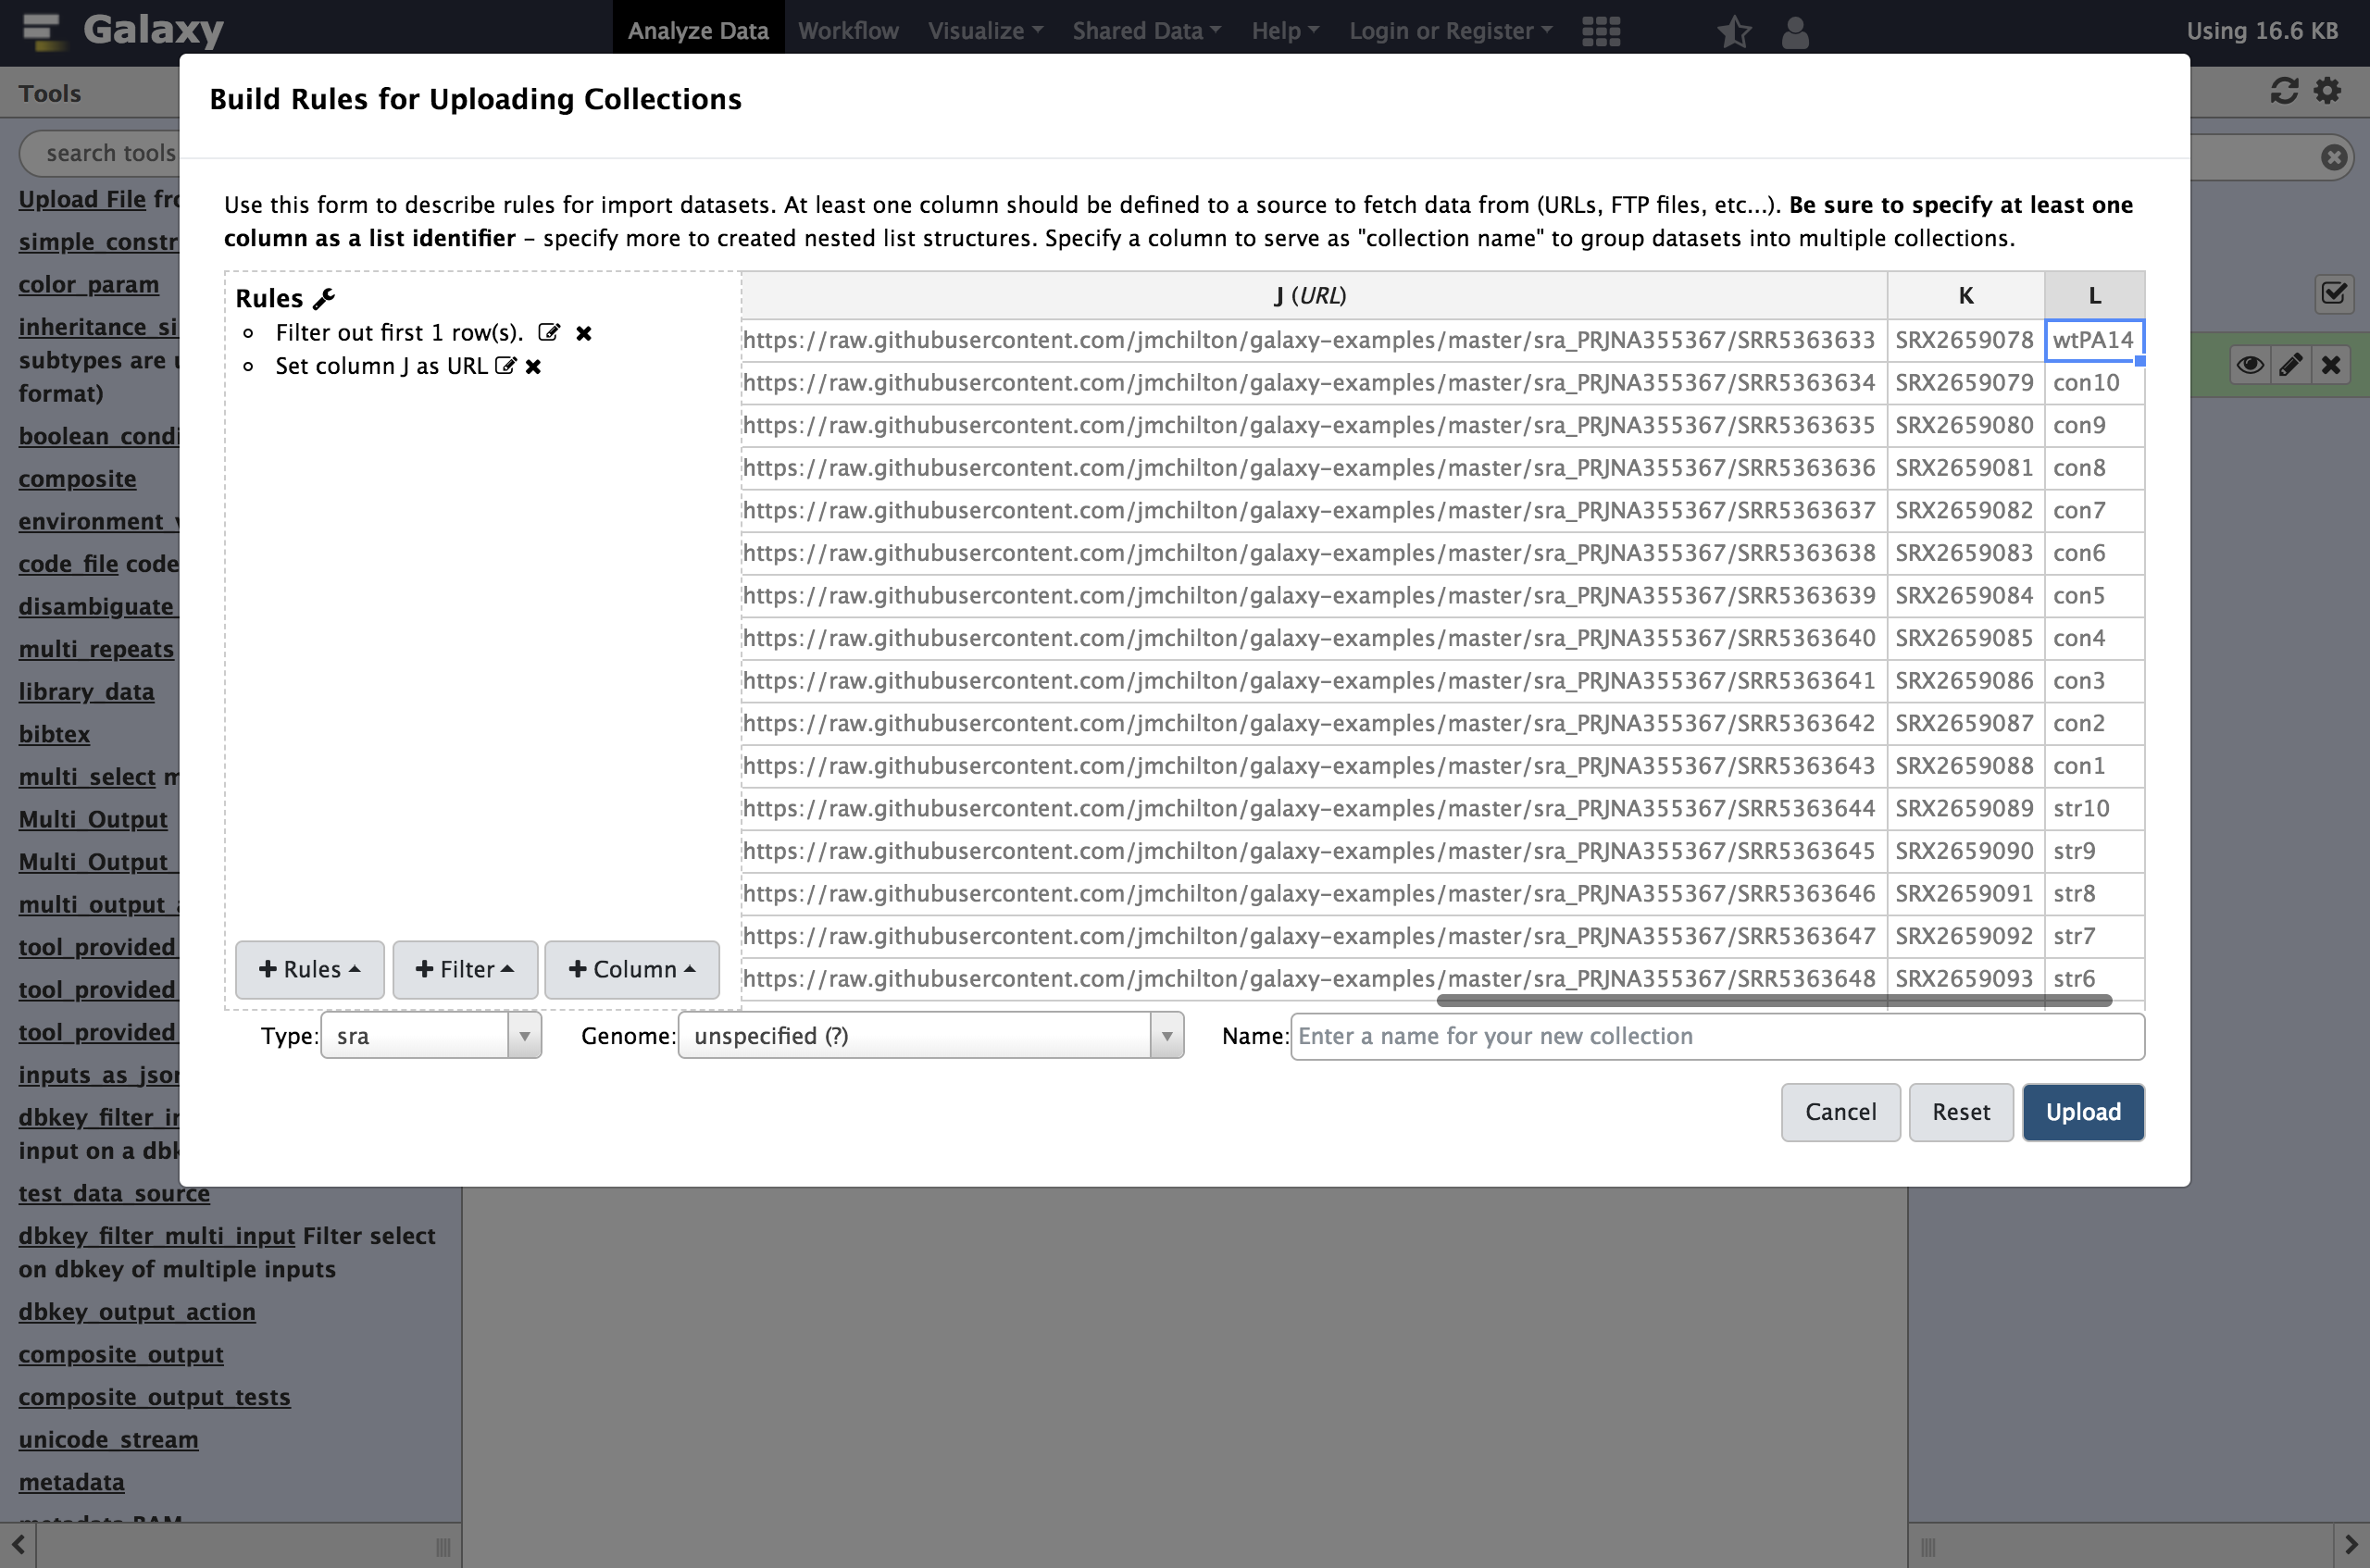 Galaxy
Analyze Data Workflow Visualize Shared Data Help Login or Register Using 16.6 KB
Tools
Build Rules for Uploading Collections
search tools
Use this form to describe rules for import datasets. At least one column should be defined to a source to fetch data from (URLs, FTP files, etc...). Be sure to specify at least one
column as a list identifier – specify more to created nested list structures. Specify a column to serve as "collection name" to group datasets into multiple collections.
Upload File
color_param
subtypes are
format)
composite
code_file
disambiguate
multi_repeats
library_data
bibtex
multi_select
Multi_Output
Multi_Output
multi_output
tool_provided
tool_provided
tool_provided
input on a
test_data_source
dbkey_filter_multi_input Filter select
on dbkey of multiple inputs
dbkey_output_action
composite_output
composite_output_tests
unicode_stream
metadata
Rules
Filter out first 1 row(s).
Set column J as URL
J (URL) K L
https://raw.githubusercontent.com/jmchilton/galaxy-examples/master/sra_PRJNA355367/SRR5363633 SRX2659078 wtPA14
https://raw.githubusercontent.com/jmchilton/galaxy-examples/master/sra_PRJNA355367/SRR5363634 SRX2659079 con10
https://raw.githubusercontent.com/jmchilton/galaxy-examples/master/sra_PRJNA355367/SRR5363635 SRX2659080 con9
https://raw.githubusercontent.com/jmchilton/galaxy-examples/master/sra_PRJNA355367/SRR5363636 SRX2659081 con8
https://raw.githubusercontent.com/jmchilton/galaxy-examples/master/sra_PRJNA355367/SRR5363637 SRX2659082 con7
https://raw.githubusercontent.com/jmchilton/galaxy-examples/master/sra_PRJNA355367/SRR5363638 SRX2659083 con6
https://raw.githubusercontent.com/jmchilton/galaxy-examples/master/sra_PRJNA355367/SRR5363639 SRX2659084 con5
https://raw.githubusercontent.com/jmchilton/galaxy-examples/master/sra_PRJNA355367/SRR5363640 SRX2659085 con4
https://raw.githubusercontent.com/jmchilton/galaxy-examples/master/sra_PRJNA355367/SRR5363641 SRX2659086 con3
https://raw.githubusercontent.com/jmchilton/galaxy-examples/master/sra_PRJNA355367/SRR5363642 SRX2659087 con2
https://raw.githubusercontent.com/jmchilton/galaxy-examples/master/sra_PRJNA355367/SRR5363643 SRX2659088 con1
https://raw.githubusercontent.com/jmchilton/galaxy-examples/master/sra_PRJNA355367/SRR5363644 SRX2659089 str10
https://raw.githubusercontent.com/jmchilton/galaxy-examples/master/sra_PRJNA355367/SRR5363645 SRX2659090 str9
https://raw.githubusercontent.com/jmchilton/galaxy-examples/master/sra_PRJNA355367/SRR5363646 SRX2659091 str8
https://raw.githubusercontent.com/jmchilton/galaxy-examples/master/sra_PRJNA355367/SRR5363647 SRX2659092 str7
https://raw.githubusercontent.com/jmchilton/galaxy-examples/master/sra_PRJNA355367/SRR5363648 SRX2659093 str6
+ Rules + Filter + Column
Type: sra Genome: unspecified (?) Name: Enter a name for your new collection
Cancel Reset Upload